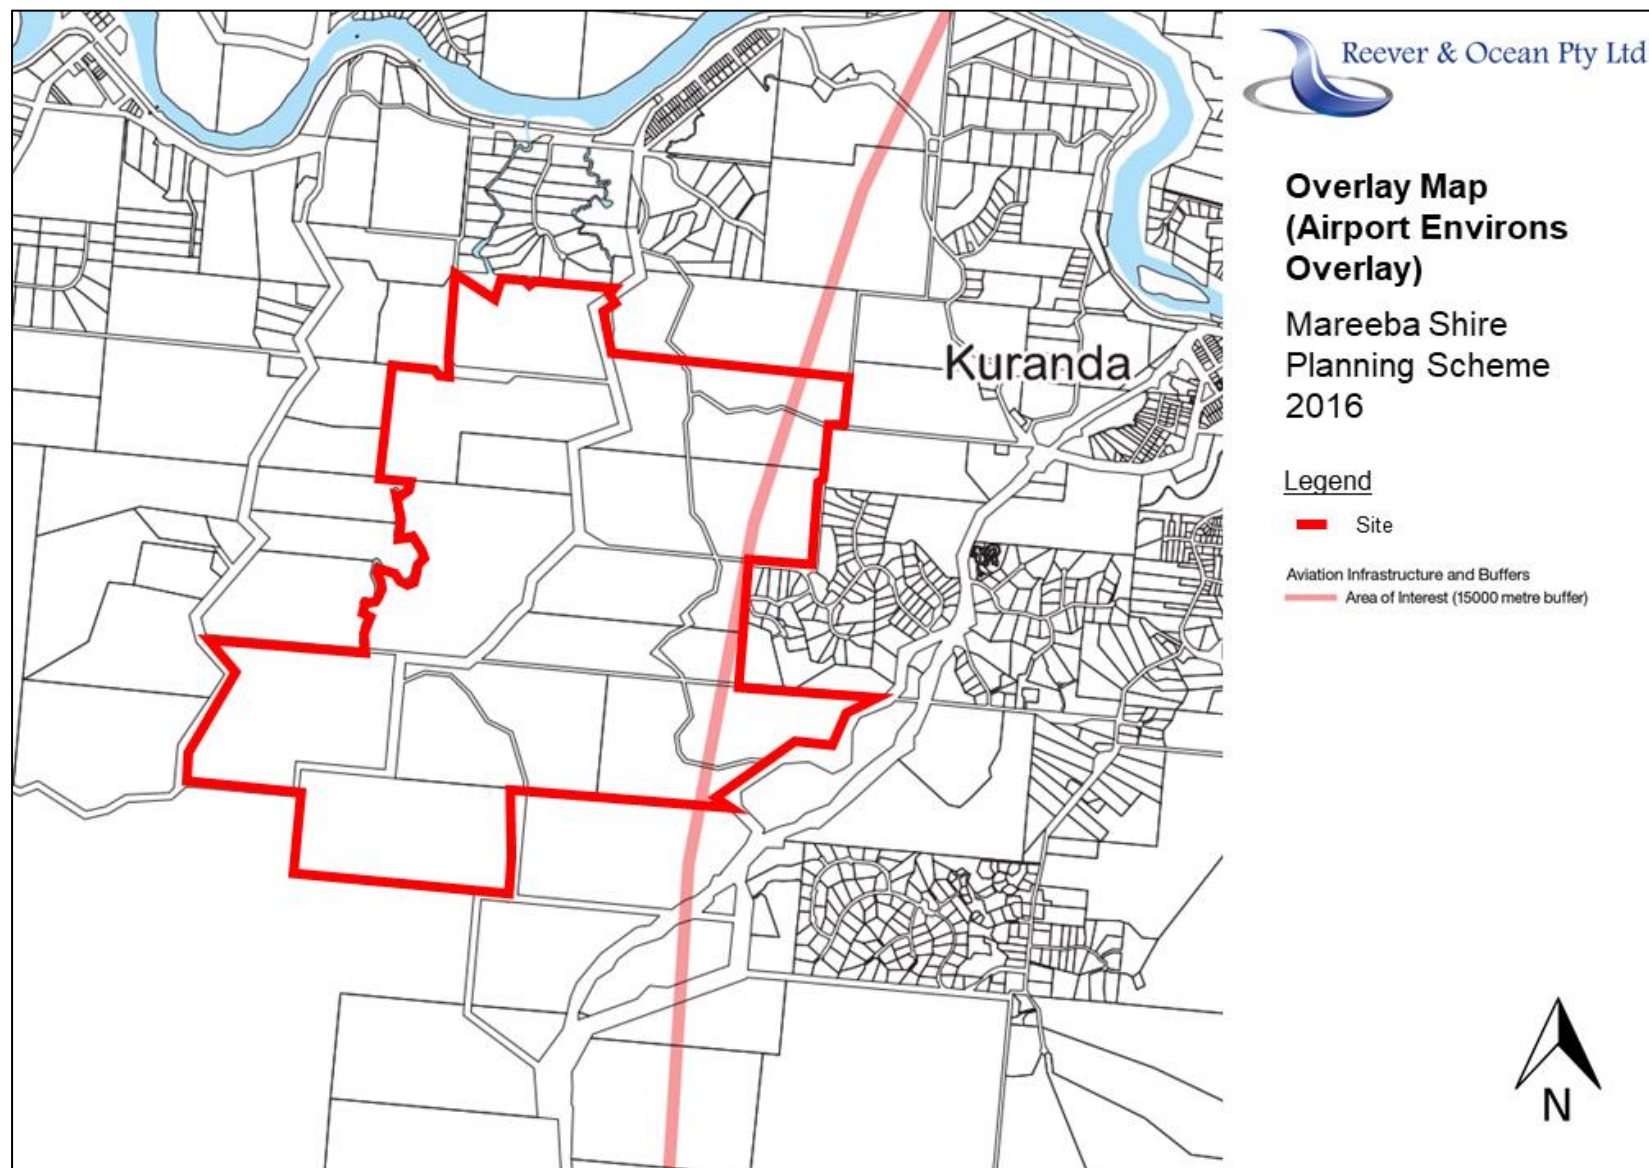 Reever & Ocean Pty Ltd
Overlay Map
(Airport Environs
Overlay)
Mareeba Shire
Planning Scheme
2016
Legend
Site
Aviation Infrastructure and Buffers
Area of Interest (15000 metre buffer)
Kuranda
N